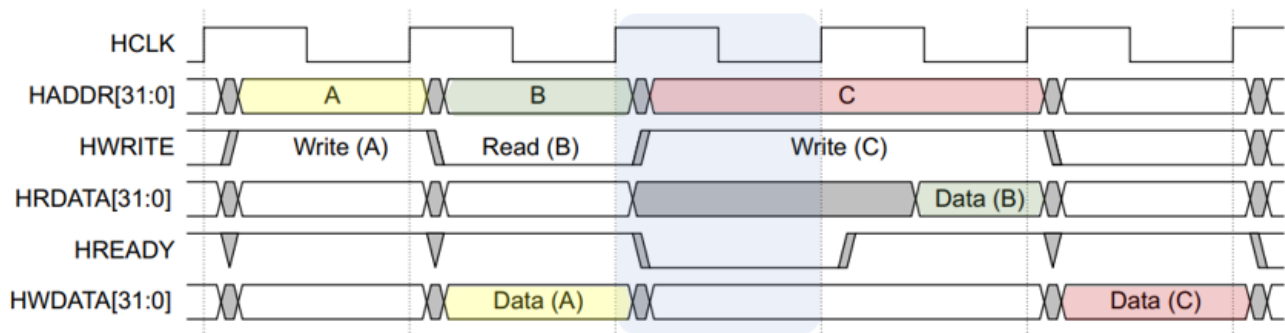 HCLK
HADDR[31:0] A B C
HWRITE Write (A) Read (B) Write (C)
HRDATA[31:0] Data (B)
HREADY
HWDATA[31:0] Data (A) Data (C)